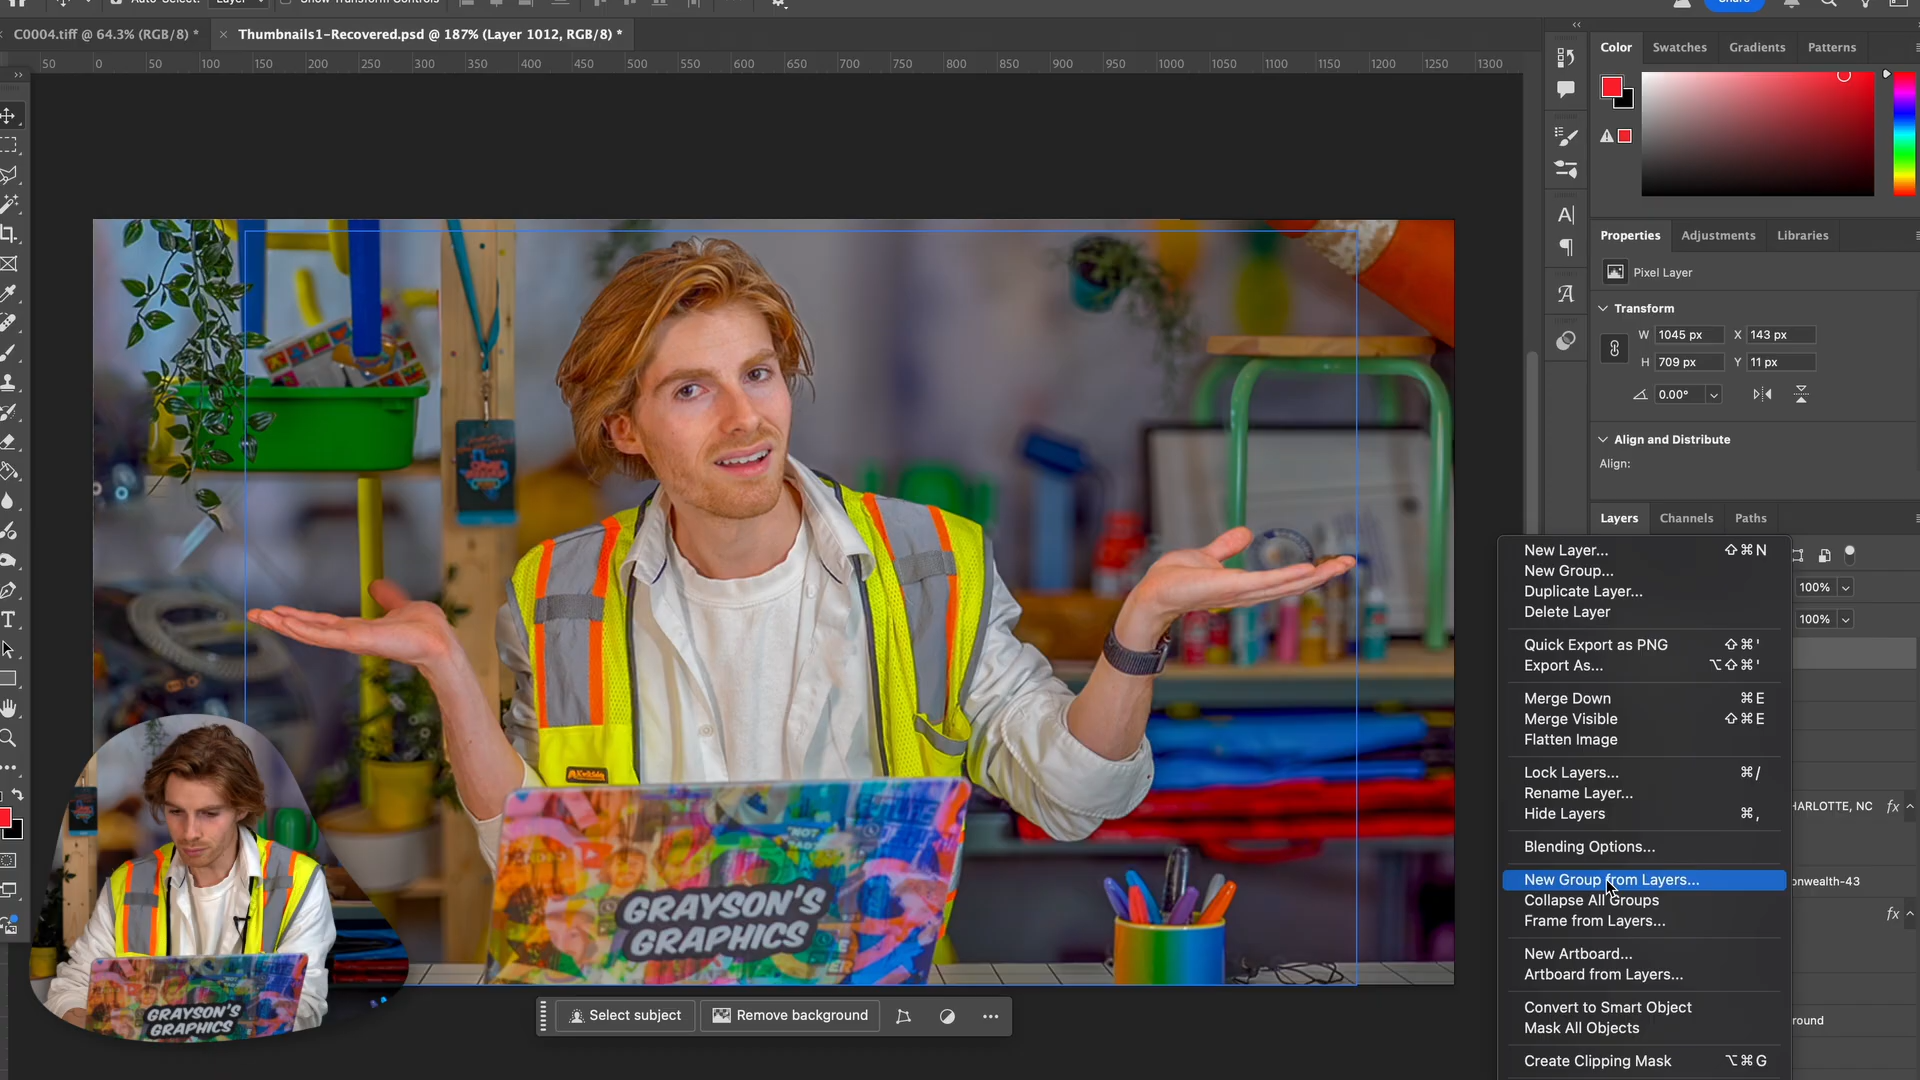 Auto-Select: Layer Show Transform Controls Share
C0004.tiff @ 64.3% (RGB/8) * × Thumbnails1-Recovered.psd @ 187% (Layer 1012, RGB/8) *
50 0 50 100 150 200 250 300 350 400 450 500 550 600 650 700 750 800 850 900 950 1000 1050 1100 1150 1200 1250 1300
Color Swatches Gradients Patterns
Properties Adjustments Libraries
Pixel Layer
Transform
W 1045 px X 143 px
H 709 px Y 11 px
0.00°
Align and Distribute
Align:
Layers Channels Paths
100%
100%
HARLOTTE, NC fx
onwealth-43
fx
round
New Layer... ⇧⌘N
New Group...
Duplicate Layer...
Delete Layer
Quick Export as PNG ⇧⌘'
Export As... ⌥⇧⌘'
Merge Down ⌘E
Merge Visible ⇧⌘E
Flatten Image
Lock Layers... ⌘/
Rename Layer...
Hide Layers ⌘,
Blending Options...
New Group from Layers...
Collapse All Groups
Frame from Layers...
New Artboard...
Artboard from Layers...
Convert to Smart Object
Mask All Objects
Create Clipping Mask ⌥⌘G
GRAYSON'S
GRAPHICS
GRAYSON'S
GRAPHICS
Select subject Remove background